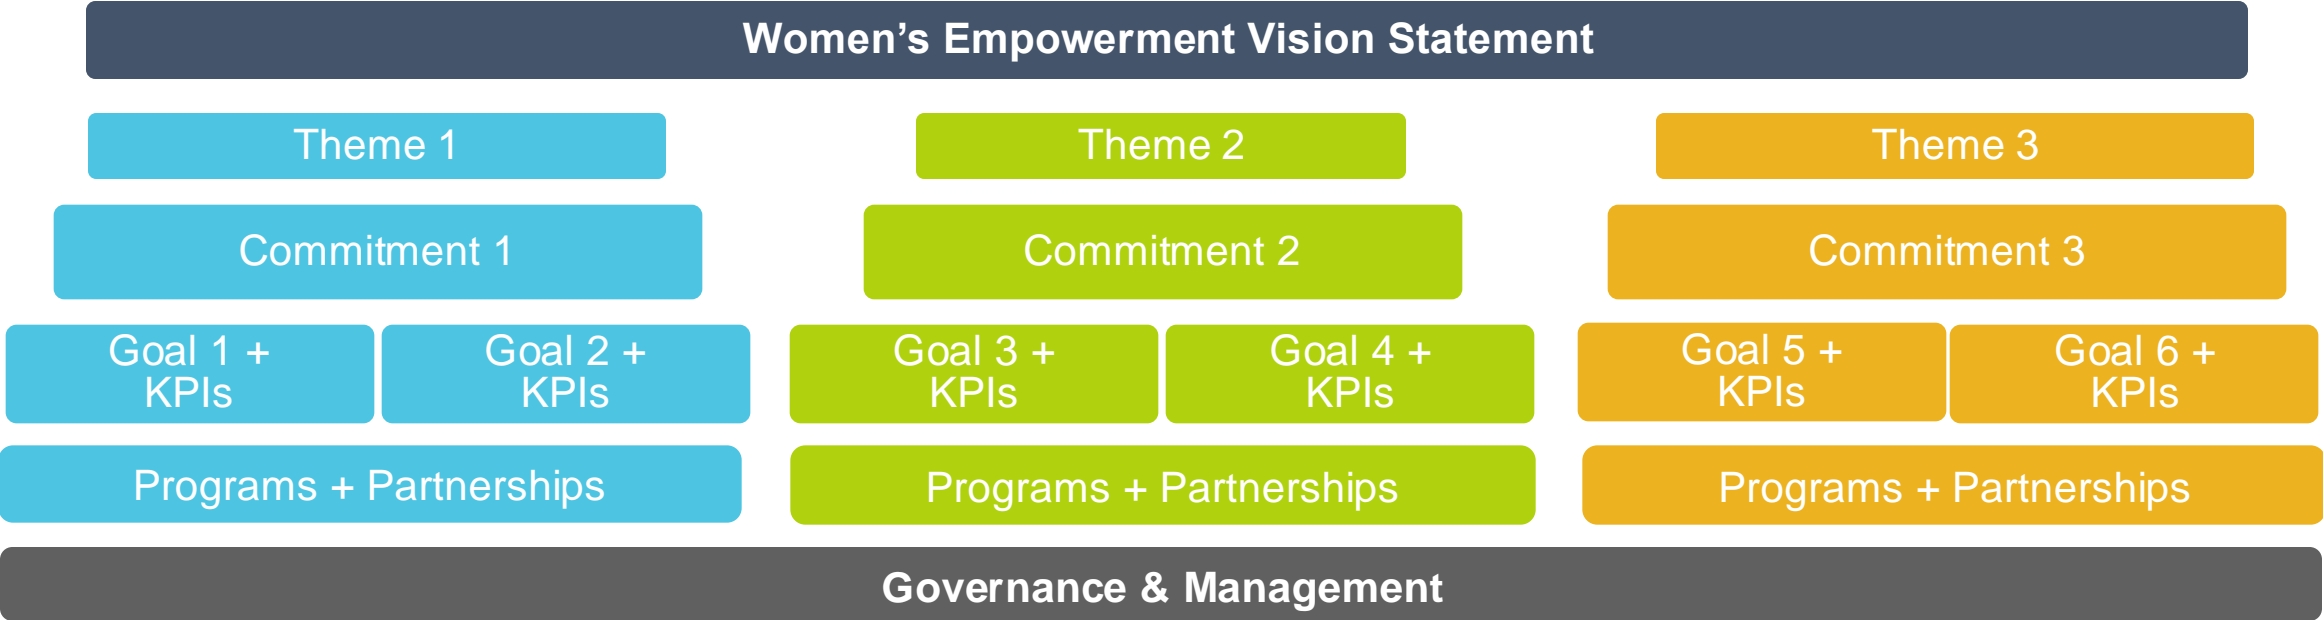 Women’s Empowerment Vision Statement
Theme 1
Theme 2
Theme 3
Commitment 1
Commitment 2
Commitment 3
Goal 1 +
KPIs
Goal 2 +
KPIs
Goal 3 +
KPIs
Goal 4 +
KPIs
Goal 5 +
KPIs
Goal 6 +
KPIs
Programs + Partnerships
Programs + Partnerships
Programs + Partnerships
Governance & Management